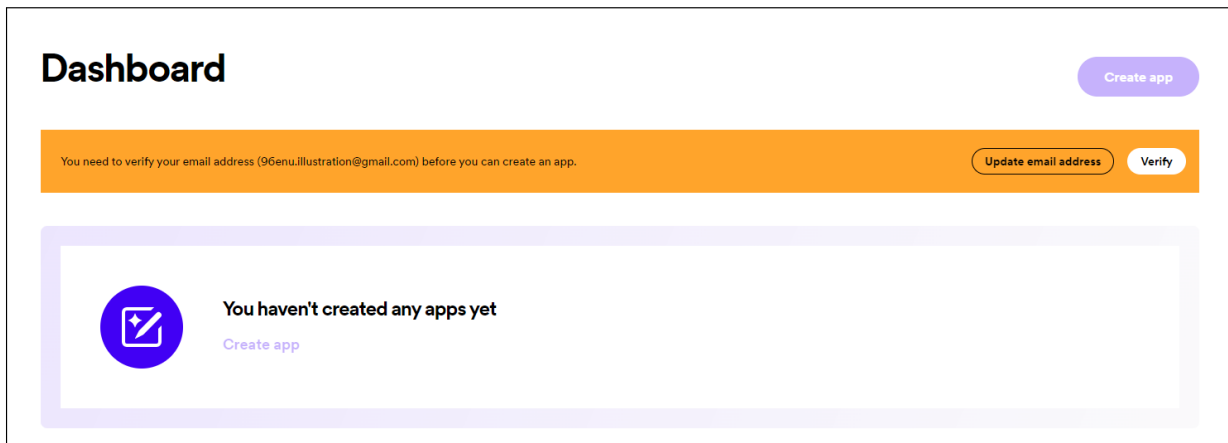 Dashboard
Create app
You need to verify your email address (96enu.illustration@gmail.com) before you can create an app.
Update email address
Verify
You haven't created any apps yet
Create app